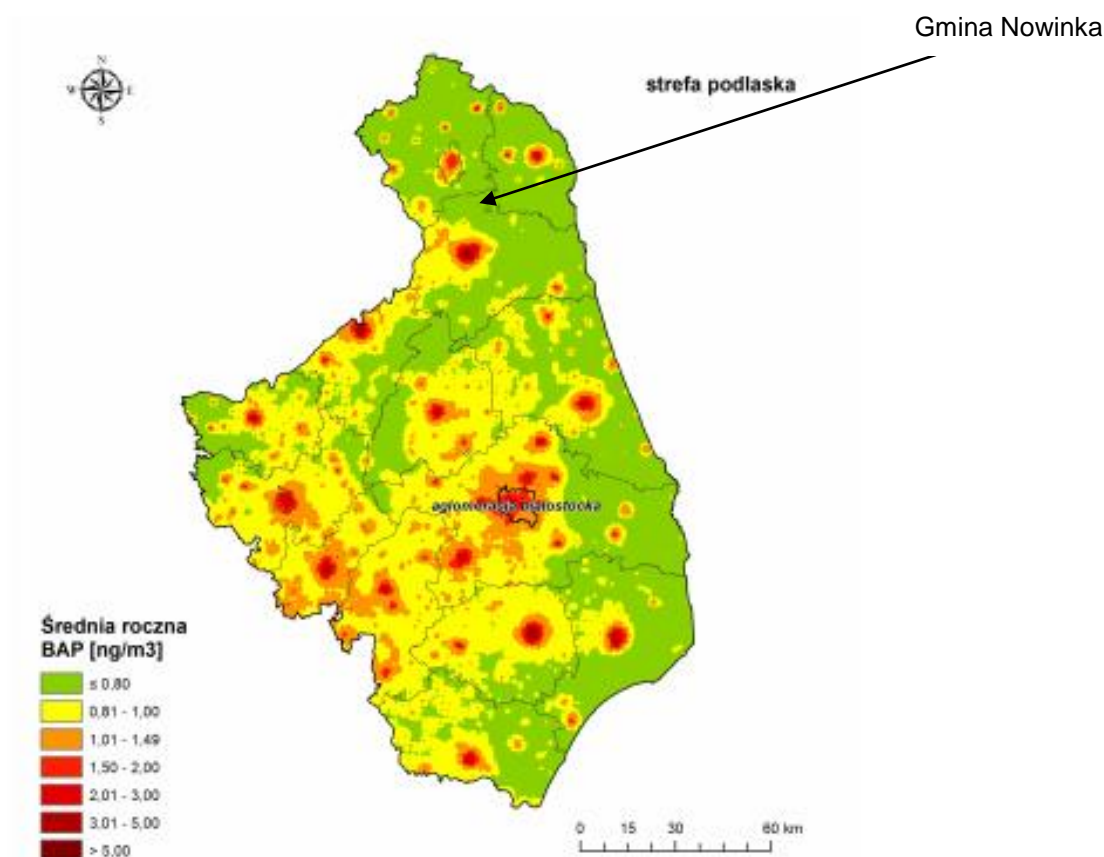 Gmina Nowinka
N
W E
S
strefa podlaska
aglomeracja białostocka
Średnia roczna
BAP [ng/m3]
≤ 0,80
0,81 - 1,00
1,01 - 1,49
1,50 - 2,00
2,01 - 3,00
3,01 - 5,00
> 5,00
0 15 30 60 km